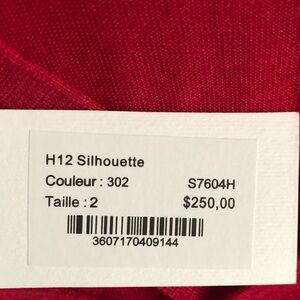 H12 Silhouette
Couleur : 302 S7604H
Taille : 2 $250,00
3607170409144